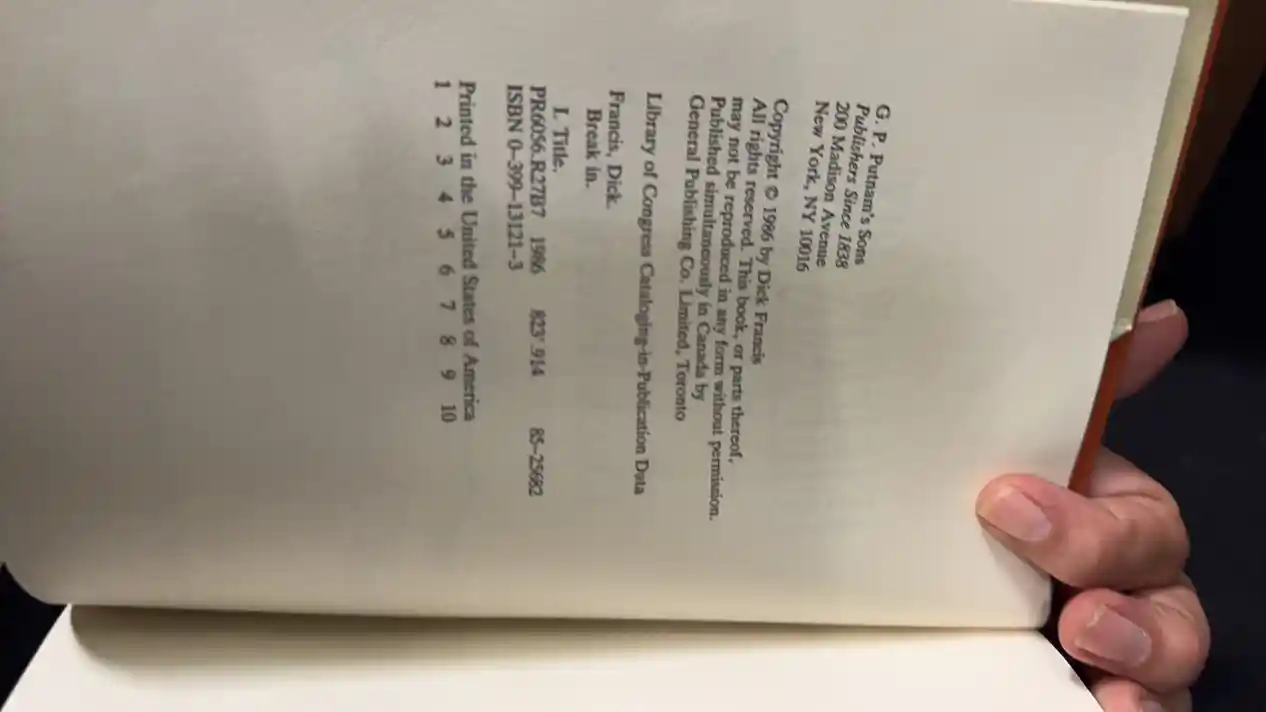 G. P. Putnam's Sons
Publishers Since 1838
200 Madison Avenue
New York, NY 10016
Copyright © 1986 by Dick Francis
All rights reserved. This book, or parts thereof,
may not be reproduced in any form without permission.
Published simultaneously in Canada by
General Publishing Co. Limited, Toronto
Library of Congress Cataloging-in-Publication Data
Francis, Dick.
Break in.
I. Title.
PR6056.R27B7 1986 823'.914 85-25682
ISBN 0-399-13121-3
Printed in the United States of America
1 2 3 4 5 6 7 8 9 10